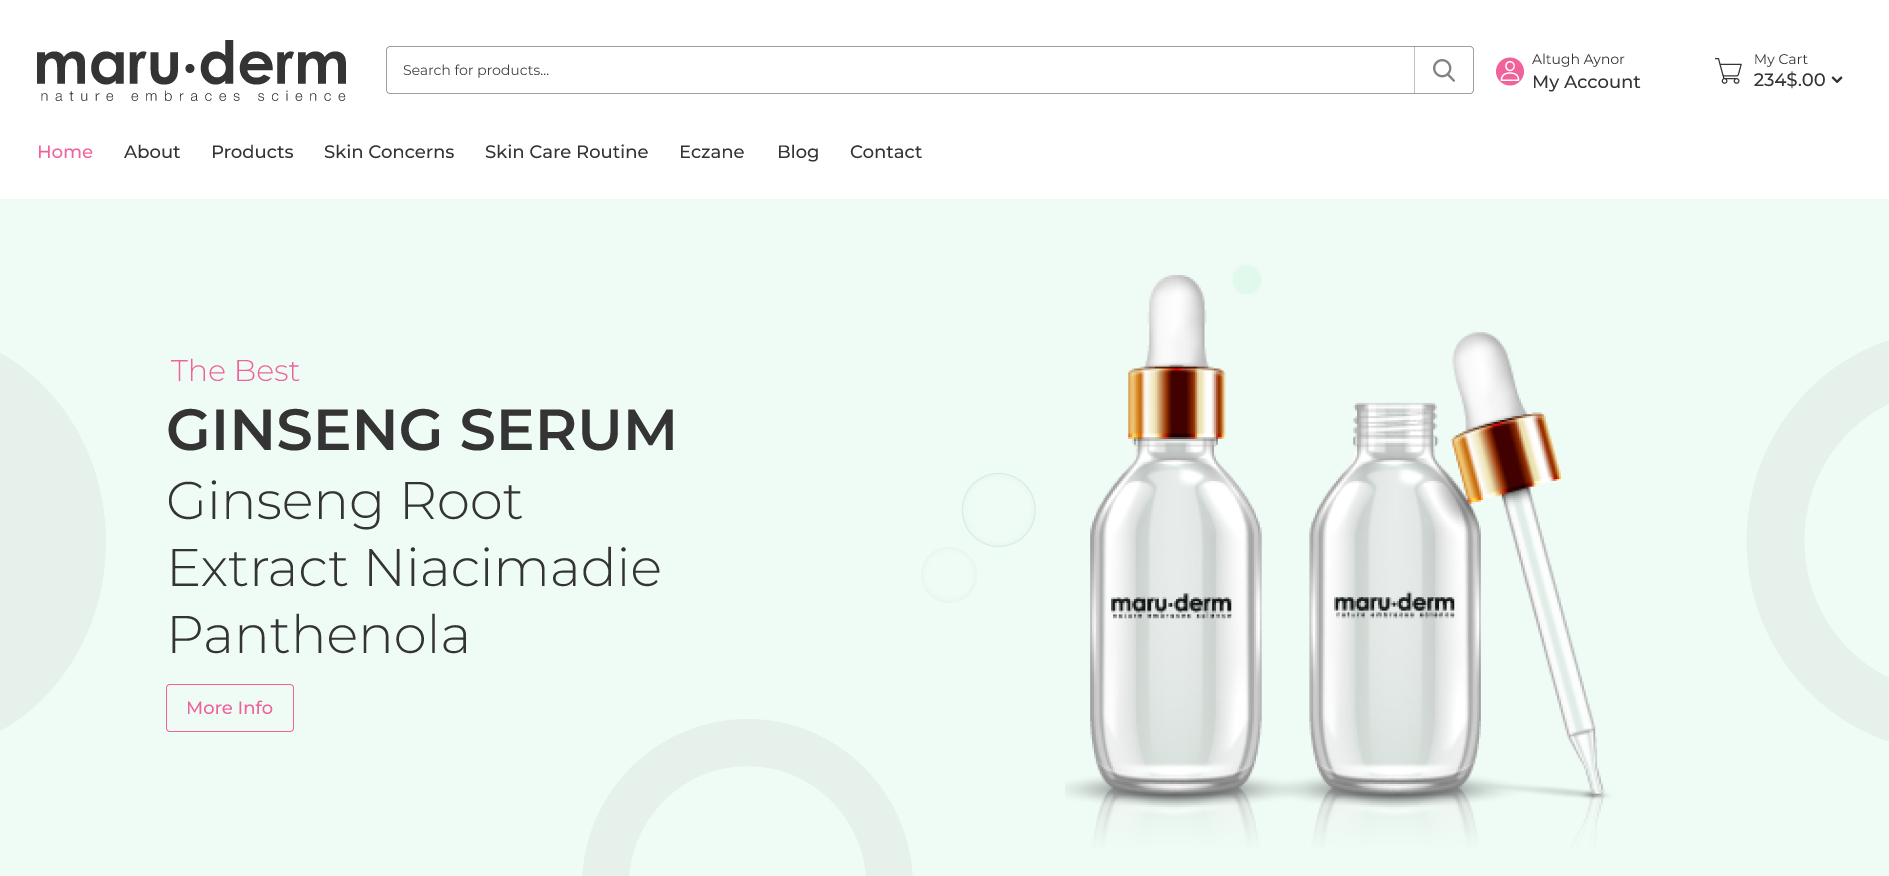 maru·derm
nature embraces science
Search for products...
Altugh Aynor
My Account
My Cart
234$.00
Home About Products Skin Concerns Skin Care Routine Eczane Blog Contact
The Best
GINSENG SERUM
Ginseng Root
Extract Niacimadie
Panthenola
More Info
maru·derm
nature embraces science
maru·derm
nature embraces science